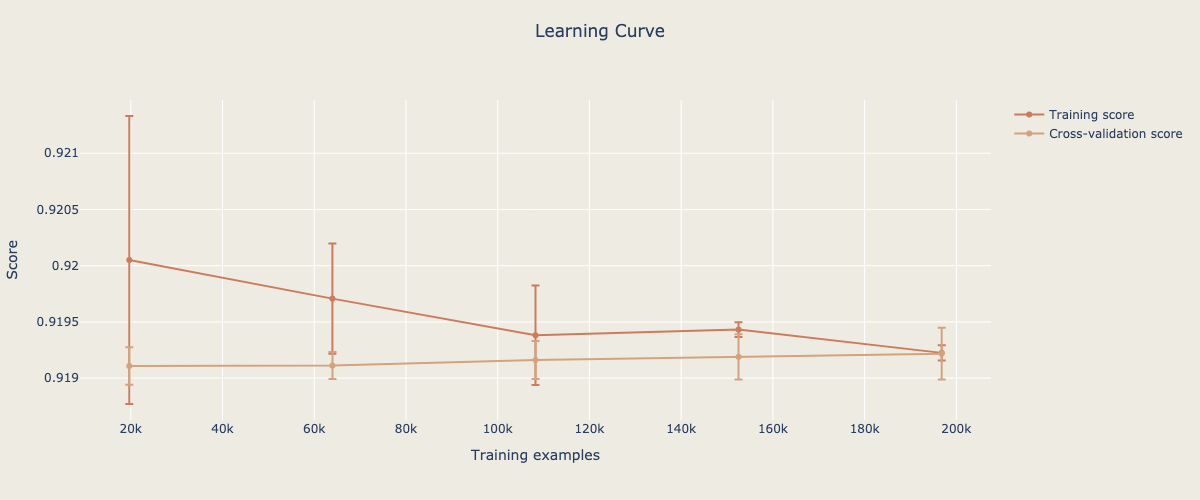 Learning Curve
Training score
Cross-validation score
0.921
0.9205
0.92
0.9195
0.919
Score
20k 40k 60k 80k 100k 120k 140k 160k 180k 200k
Training examples